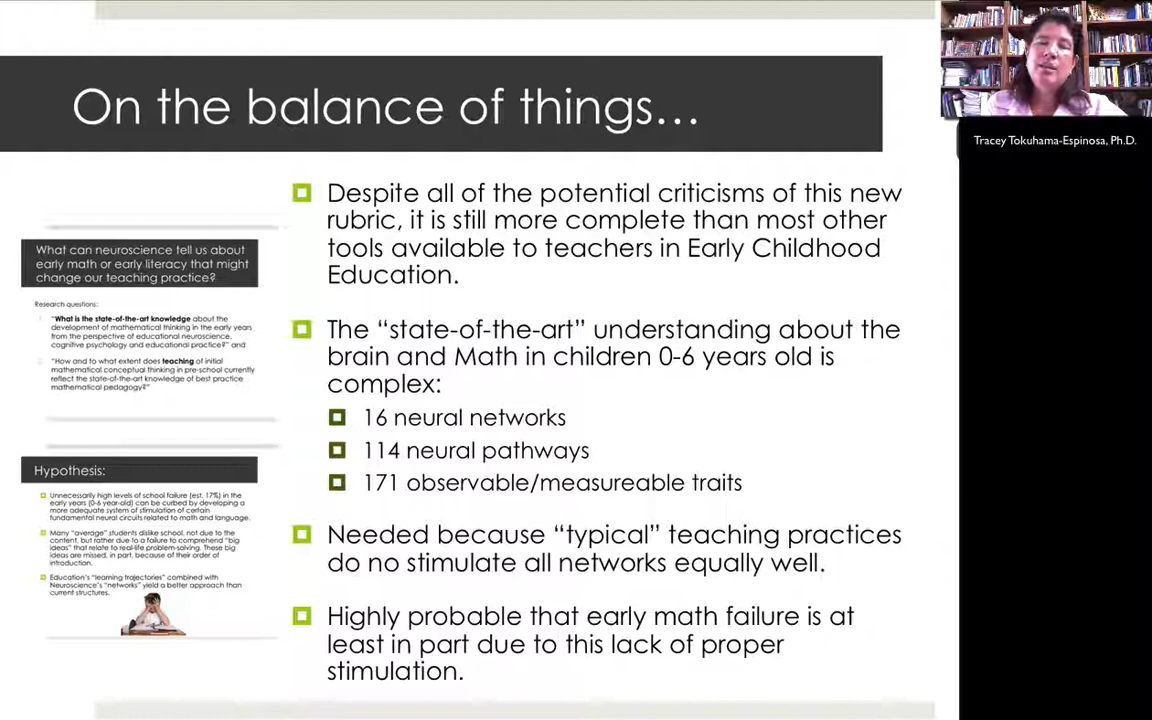 On the balance of things...
Despite all of the potential criticisms of this new
rubric, it is still more complete than most other
tools available to teachers in Early Childhood
Education.
The “state-of-the-art” understanding about the
brain and Math in children 0-6 years old is
complex:
16 neural networks
114 neural pathways
171 observable/measureable traits
Needed because “typical” teaching practices
do no stimulate all networks equally well.
Highly probable that early math failure is at
least in part due to this lack of proper
stimulation.
What can neuroscience tell us about
early math or early literacy that might
change our teaching practice?
Research questions:
“What is the state-of-the-art knowledge about the
development of mathematical thinking in the early years
from the perspective of educational neuroscience,
cognitive psychology and educational practice?” and
“How and to what extent does teaching of initial
mathematical conceptual thinking in pre-school currently
reflect the state-of-the-art knowledge of best practice
mathematical pedagogy?”
Hypothesis:
Unnecessarily high levels of school failure (est. 17%) in the
early years (0-6 year-old) can be curbed by developing a
more adequate system of stimulation of certain
fundamental neural circuits related to math and language.
Many “average” students dislike school, not due to the
content, but rather due to a failure to comprehend “big
ideas” that relate to real-life problem-solving. These big
ideas are missed, in part, because of their order of
introduction.
Education’s “learning trajectories” combined with
Neuroscience’s “networks” yield a better approach than
current structures.
Tracey Tokuhama-Espinosa, Ph.D.